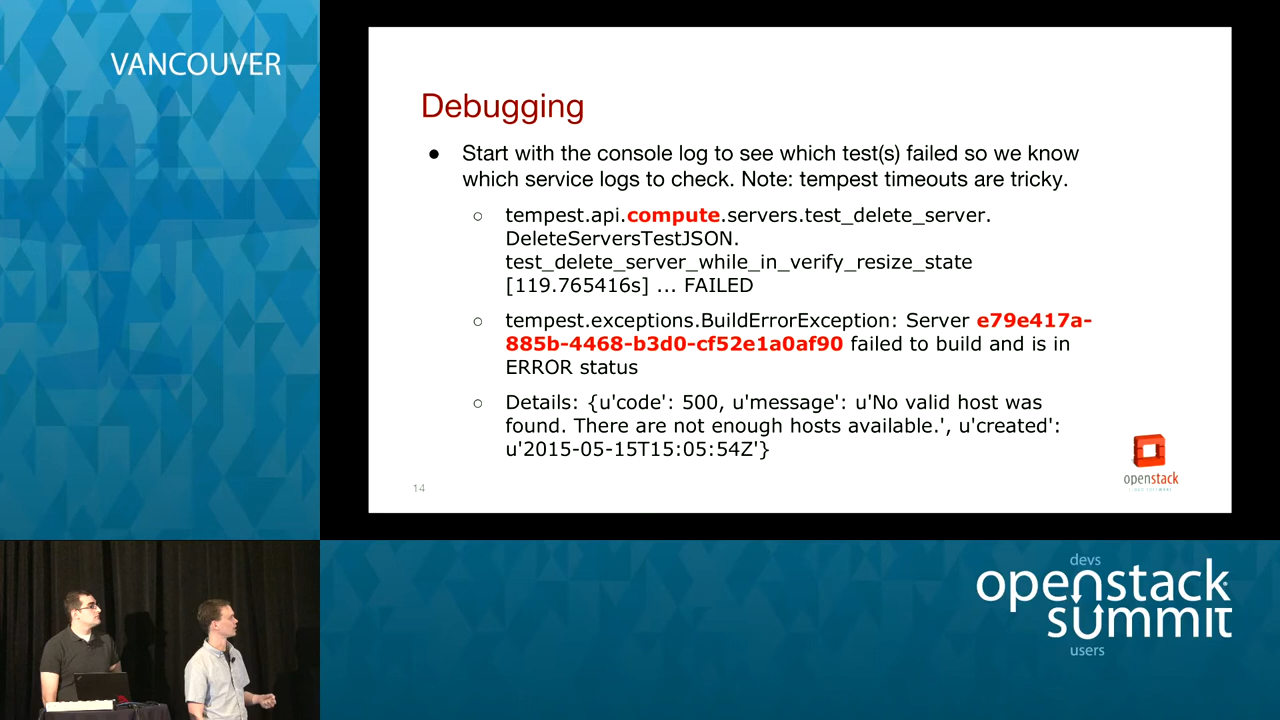 VANCOUVER
Debugging
● Start with the console log to see which test(s) failed so we know
which service logs to check. Note: tempest timeouts are tricky.
○ tempest.api.compute.servers.test_delete_server.
DeleteServersTestJSON.
test_delete_server_while_in_verify_resize_state
[119.765416s] ... FAILED
○ tempest.exceptions.BuildErrorException: Server e79e417a-
885b-4468-b3d0-cf52e1a0af90 failed to build and is in
ERROR status
○ Details: {u'code': 500, u'message': u'No valid host was
found. There are not enough hosts available.', u'created':
u'2015-05-15T15:05:54Z'}
openstack
14
devs
openstack
summit
users